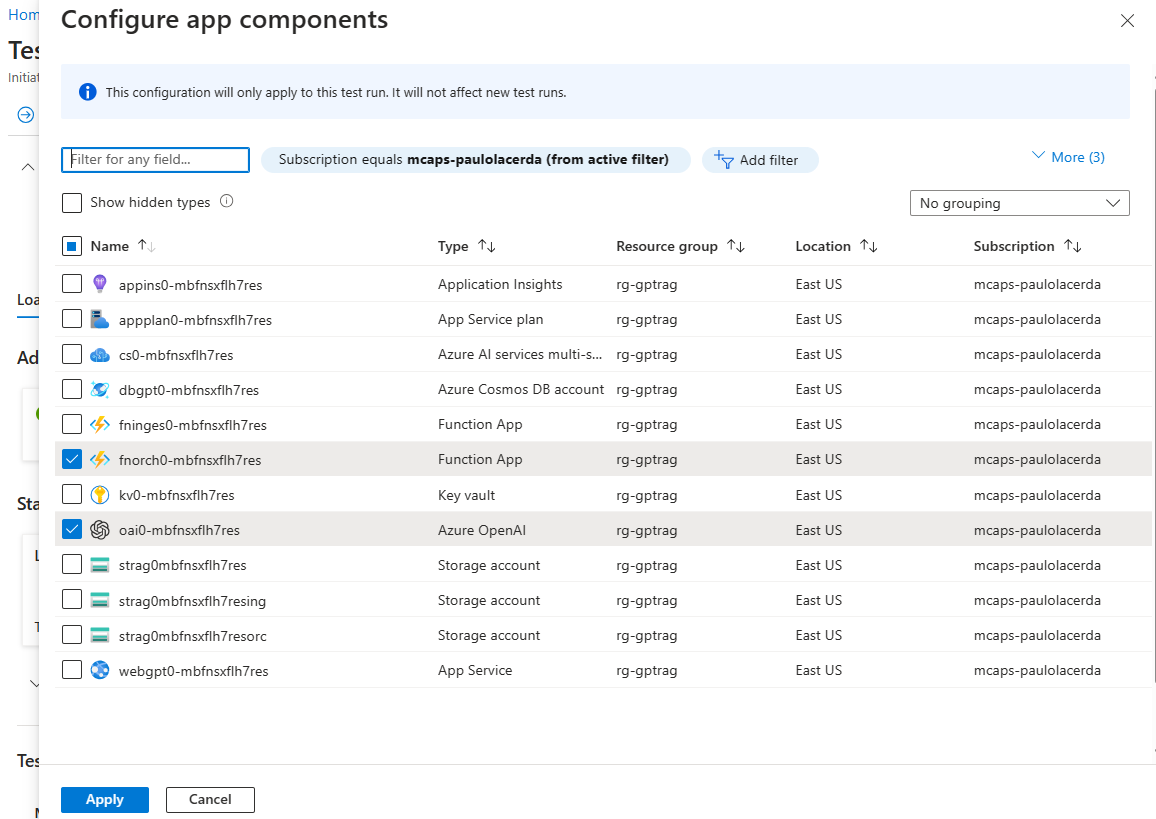 Hom
Configure app components
Tes
Initiat
This configuration will only apply to this test run. It will not affect new test runs.
Filter for any field...
Subscription equals mcaps-paulolacerda (from active filter)
Add filter
More (3)
Show hidden types
No grouping
Name Type Resource group Location Subscription
appins0-mbfnsxflh7res Application Insights rg-gptrag East US mcaps-paulolacerda
Loa
appplan0-mbfnsxflh7res App Service plan rg-gptrag East US mcaps-paulolacerda
Ad
cs0-mbfnsxflh7res Azure AI services multi-s... rg-gptrag East US mcaps-paulolacerda
dbgpt0-mbfnsxflh7res Azure Cosmos DB account rg-gptrag East US mcaps-paulolacerda
fninges0-mbfnsxflh7res Function App rg-gptrag East US mcaps-paulolacerda
fnorch0-mbfnsxflh7res Function App rg-gptrag East US mcaps-paulolacerda
kv0-mbfnsxflh7res Key vault rg-gptrag East US mcaps-paulolacerda
Sta
oai0-mbfnsxflh7res Azure OpenAI rg-gptrag East US mcaps-paulolacerda
strag0mbfnsxflh7res Storage account rg-gptrag East US mcaps-paulolacerda
strag0mbfnsxflh7resing Storage account rg-gptrag East US mcaps-paulolacerda
strag0mbfnsxflh7resorc Storage account rg-gptrag East US mcaps-paulolacerda
webgpt0-mbfnsxflh7res App Service rg-gptrag East US mcaps-paulolacerda
Tes
Apply
Cancel